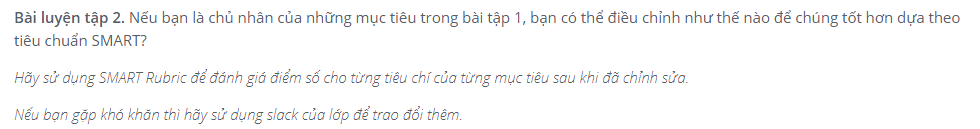 Bài luyện tập 2. Nếu bạn là chủ nhân của những mục tiêu trong bài tập 1, bạn có thể điều chỉnh như thế nào để chúng tốt hơn dựa theo
tiêu chuẩn SMART?
Hãy sử dụng SMART Rubric để đánh giá điểm số cho từng tiêu chí của từng mục tiêu sau khi đã chỉnh sửa.
Nếu bạn gặp khó khăn thì hãy sử dụng slack của lớp để trao đổi thêm.